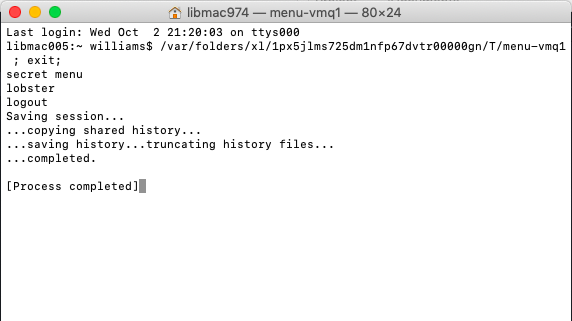 libmac974 — menu-vmq1 — 80×24
Last login: Wed Oct  2 21:20:03 on ttys000
libmac005:~ williams$ /var/folders/xl/1px5jlms725dm1nfp67dvtr00000gn/T/menu-vmq1
 ; exit;
secret menu
lobster
logout
Saving session...
...copying shared history...
...saving history...truncating history files...
...completed.

[Process completed]